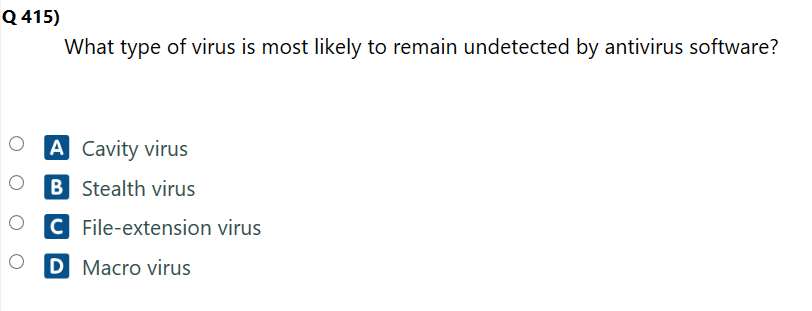 Q 415)
What type of virus is most likely to remain undetected by antivirus software?
A Cavity virus
B Stealth virus
C File-extension virus
D Macro virus